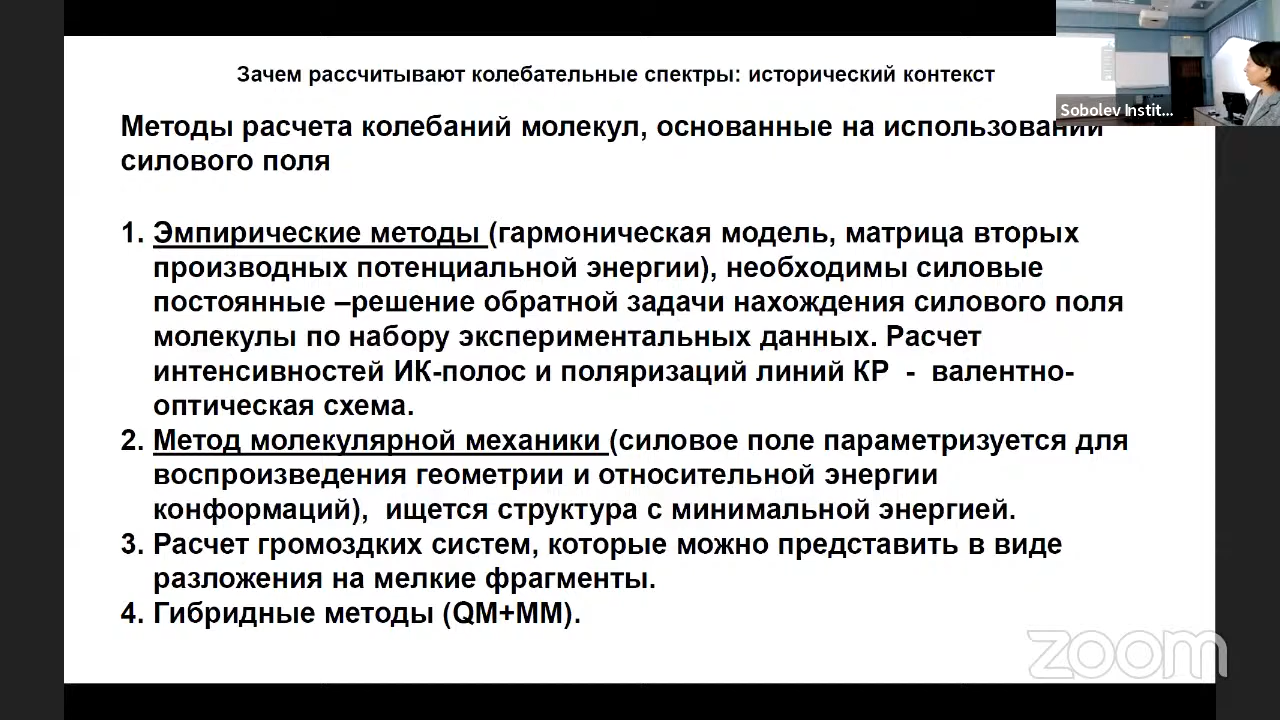 Зачем рассчитывают колебательные спектры: исторический контекст
Sobolev Instit...
Методы расчета колебаний молекул, основанные на использовании
силового поля
1. Эмпирические методы (гармоническая модель, матрица вторых
производных потенциальной энергии), необходимы силовые
постоянные –решение обратной задачи нахождения силового поля
молекулы по набору экспериментальных данных. Расчет
интенсивностей ИК-полос и поляризаций линий КР - валентно-
оптическая схема.
2. Метод молекулярной механики (силовое поле параметризуется для
воспроизведения геометрии и относительной энергии
конформаций), ищется структура с минимальной энергией.
3. Расчет громоздких систем, которые можно представить в виде
разложения на мелкие фрагменты.
4. Гибридные методы (QM+MM).
zoom